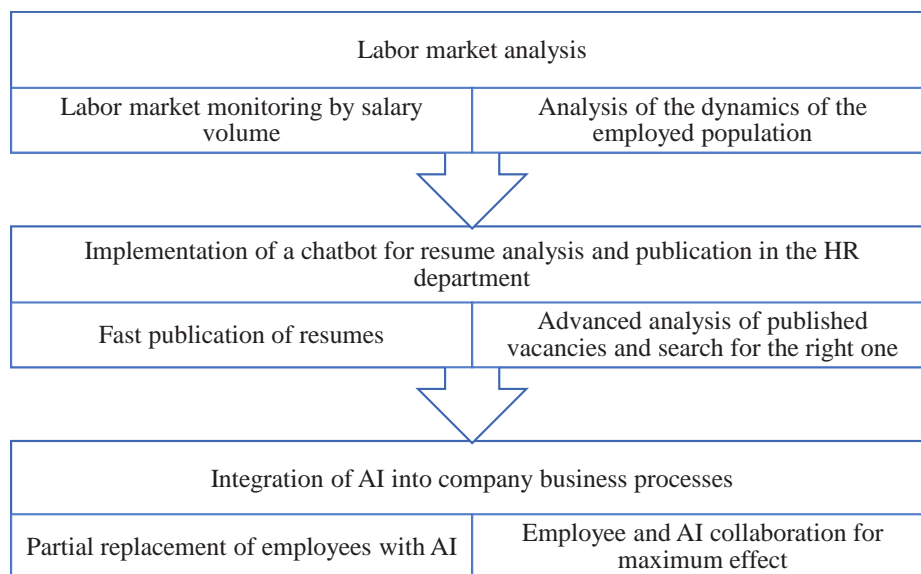 Labor market analysis
Labor market monitoring by salary
volume
Analysis of the dynamics of the
employed population
Implementation of a chatbot for resume analysis and publication in the HR
department
Fast publication of resumes
Advanced analysis of published
vacancies and search for the right one
Integration of AI into company business processes
Partial replacement of employees with AI
Employee and AI collaboration for
maximum effect